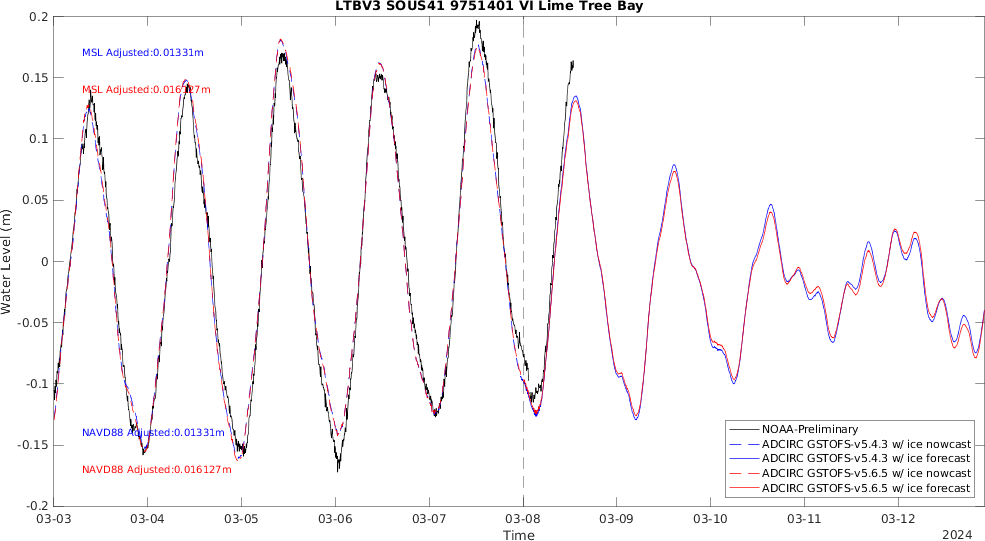 LTBV3 SOUS41 9751401 VI Lime Tree Bay
0.2
0.15
0.1
0.05
0
-0.05
-0.1
-0.15
-0.2
Water Level (m)
MSL Adjusted:0.01331m
MSL Adjusted:0.016127m
NAVD88 Adjusted:0.01331m
NAVD88 Adjusted:0.016127m
NOAA-Preliminary
ADCIRC GSTOFS-v5.4.3 w/ ice nowcast
ADCIRC GSTOFS-v5.4.3 w/ ice forecast
ADCIRC GSTOFS-v5.6.5 w/ ice nowcast
ADCIRC GSTOFS-v5.6.5 w/ ice forecast
03-03 03-04 03-05 03-06 03-07 03-08 03-09 03-10 03-11 03-12
Time
2024